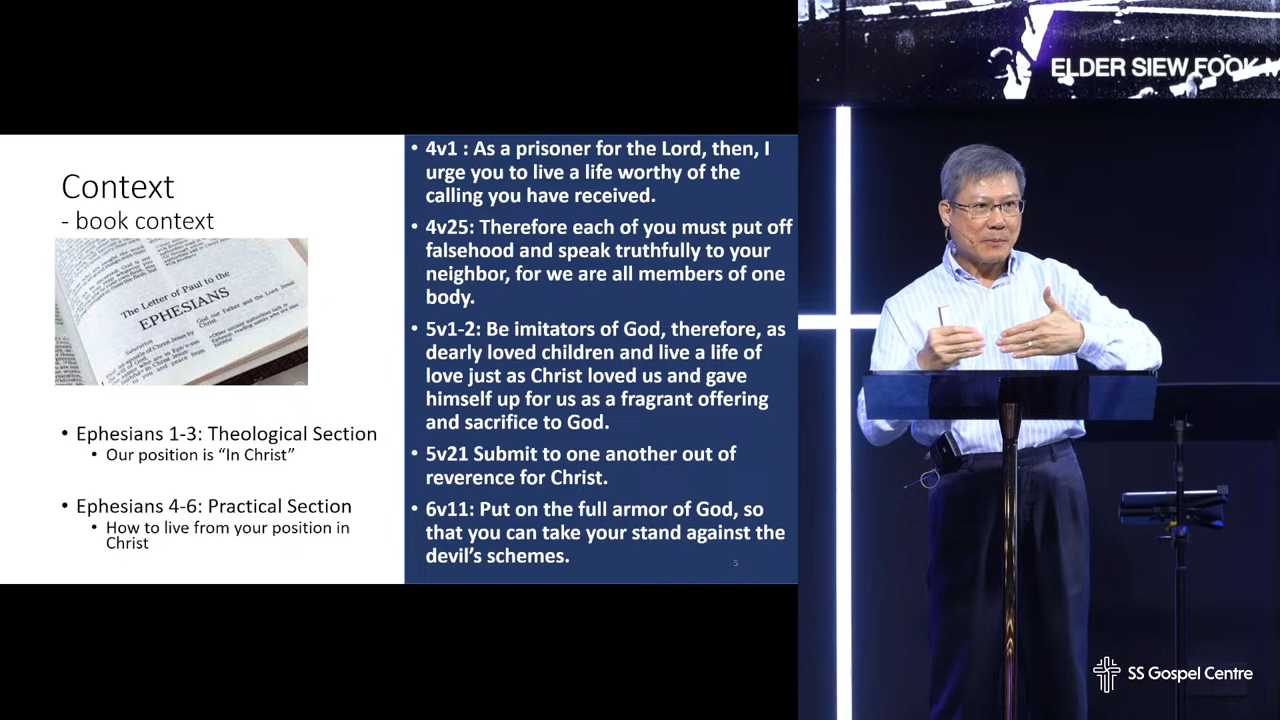 Context
- book context
The Letter of Paul to the
EPHESIANS
Salutation
• Ephesians 1-3: Theological Section
• Our position is “In Christ”
• Ephesians 4-6: Practical Section
• How to live from your position in
Christ
• 4v1 : As a prisoner for the Lord, then, I
urge you to live a life worthy of the
calling you have received.
• 4v25: Therefore each of you must put off
falsehood and speak truthfully to your
neighbor, for we are all members of one
body.
• 5v1-2: Be imitators of God, therefore, as
dearly loved children and live a life of
love just as Christ loved us and gave
himself up for us as a fragrant offering
and sacrifice to God.
• 5v21 Submit to one another out of
reverence for Christ.
• 6v11: Put on the full armor of God, so
that you can take your stand against the
devil’s schemes.
5
ELDER SIEW FOOK
SS Gospel Centre